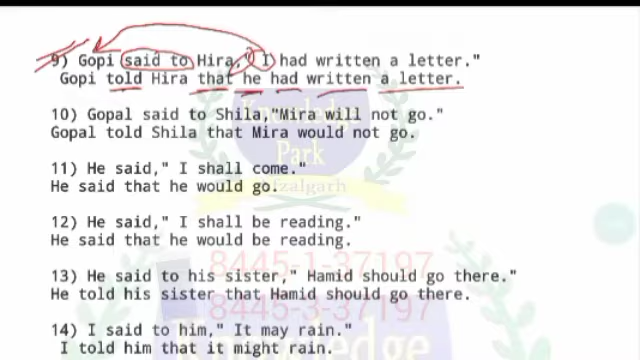 9) Gopi said to Hira," I had written a letter."
Gopi told Hira that he had written a letter.
10) Gopal said to Shila,"Mira will not go."
Gopal told Shila that Mira would not go.
11) He said," I shall come."
He said that he would go.
12) He said," I shall be reading."
He said that he would be reading.
13) He said to his sister," Hamid should go there."
He told his sister that Hamid should go there.
14) I said to him," It may rain."
I told him that it might rain.
Knowledge
Park
Afzalgarh
8445-1-37197
8445-3-37197
Knowledge